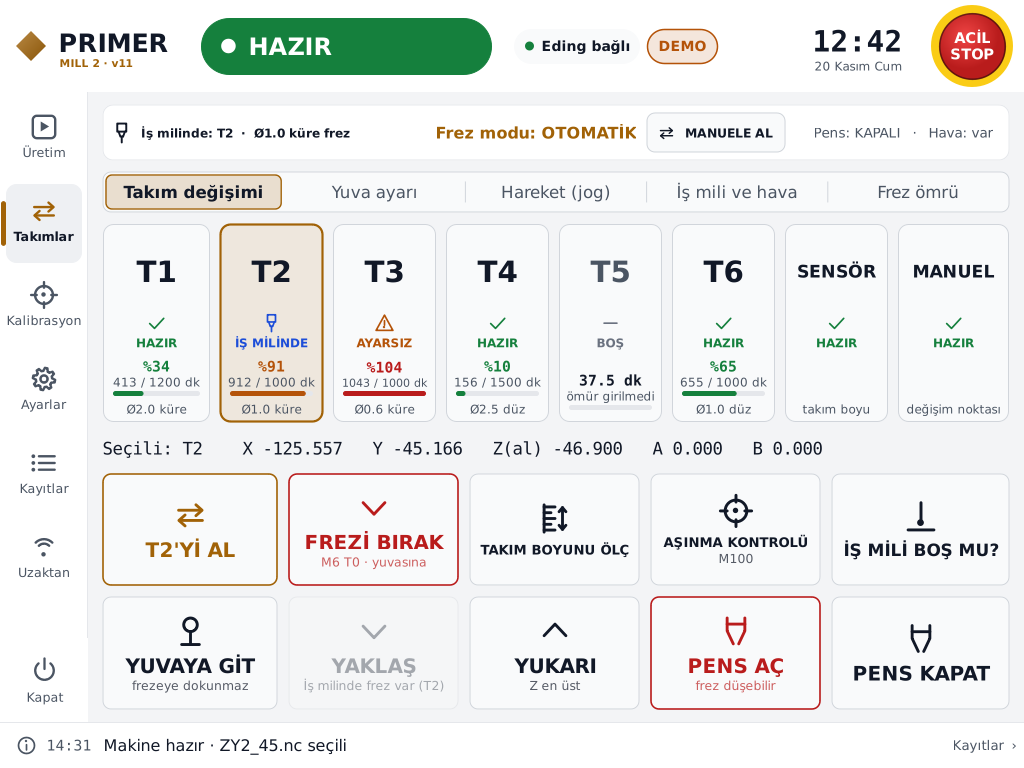 PRIMER
MILL 2 · v11
HAZIR
Eding bağlı
DEMO
12:42
20 Kasım Cum
ACİL
STOP
Üretim
Takımlar
Kalibrasyon
Ayarlar
Kayıtlar
Uzaktan
Kapat
İş milinde: T2 · Ø1.0 küre frez
Frez modu: OTOMATİK
MANUELE AL
Pens: KAPALI · Hava: var
Takım değişimi
Yuva ayarı
Hareket (jog)
İş mili ve hava
Frez ömrü
T1
HAZIR
%34
413 / 1200 dk
Ø2.0 küre
T2
İŞ MİLİNDE
%91
912 / 1000 dk
Ø1.0 küre
T3
AYARSIZ
%104
1043 / 1000 dk
Ø0.6 küre
T4
HAZIR
%10
156 / 1500 dk
Ø2.5 düz
T5
BOŞ
37.5 dk
ömür girilmedi
T6
HAZIR
%65
655 / 1000 dk
Ø1.0 düz
SENSÖR
HAZIR
takım boyu
MANUEL
HAZIR
değişim noktası
Seçili: T2 X -125.557 Y -45.166 Z(al) -46.900 A 0.000 B 0.000
T2'Yİ AL
FREZİ BIRAK
M6 T0 · yuvasına
TAKIM BOYUNU ÖLÇ
AŞINMA KONTROLÜ
M100
İŞ MİLİ BOŞ MU?
YUVAYA GİT
frezeye dokunmaz
YAKLAŞ
İş milinde frez var (T2)
YUKARI
Z en üst
PENS AÇ
frez düşebilir
PENS KAPAT
14:31 Makine hazır · ZY2_45.nc seçili
Kayıtlar ›